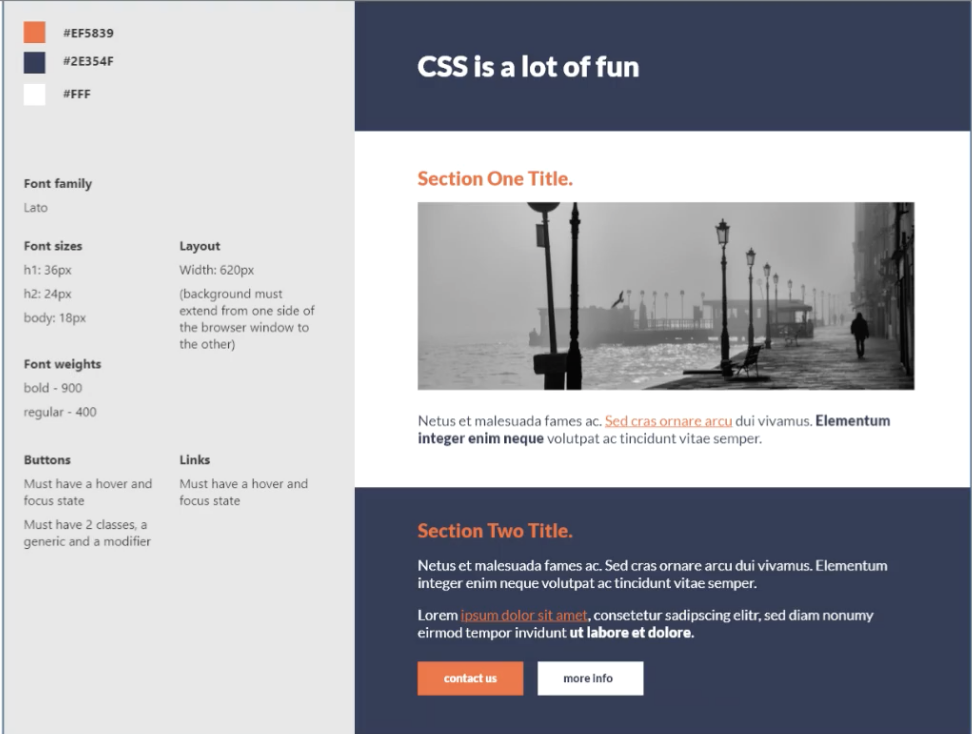 #EF5839
#2E354F
#FFF
Font family
Lato
Font sizes
h1: 36px
h2: 24px
body: 18px
Layout
Width: 620px
(background must
extend from one side of
the browser window to
the other)
Font weights
bold - 900
regular - 400
Buttons
Must have a hover and
focus state
Must have 2 classes, a
generic and a modifier
Links
Must have a hover and
focus state
CSS is a lot of fun
Section One Title.
Netus et malesuada fames ac. Sed cras ornare arcu dui vivamus. Elementum
integer enim neque volutpat ac tincidunt vitae semper.
Section Two Title.
Netus et malesuada fames ac. Sed cras ornare arcu dui vivamus. Elementum
integer enim neque volutpat ac tincidunt vitae semper.
Lorem ipsum dolor sit amet, consetetur sadipscing elitr, sed diam nonumy
eirmod tempor invidunt ut labore et dolore.
contact us
more info